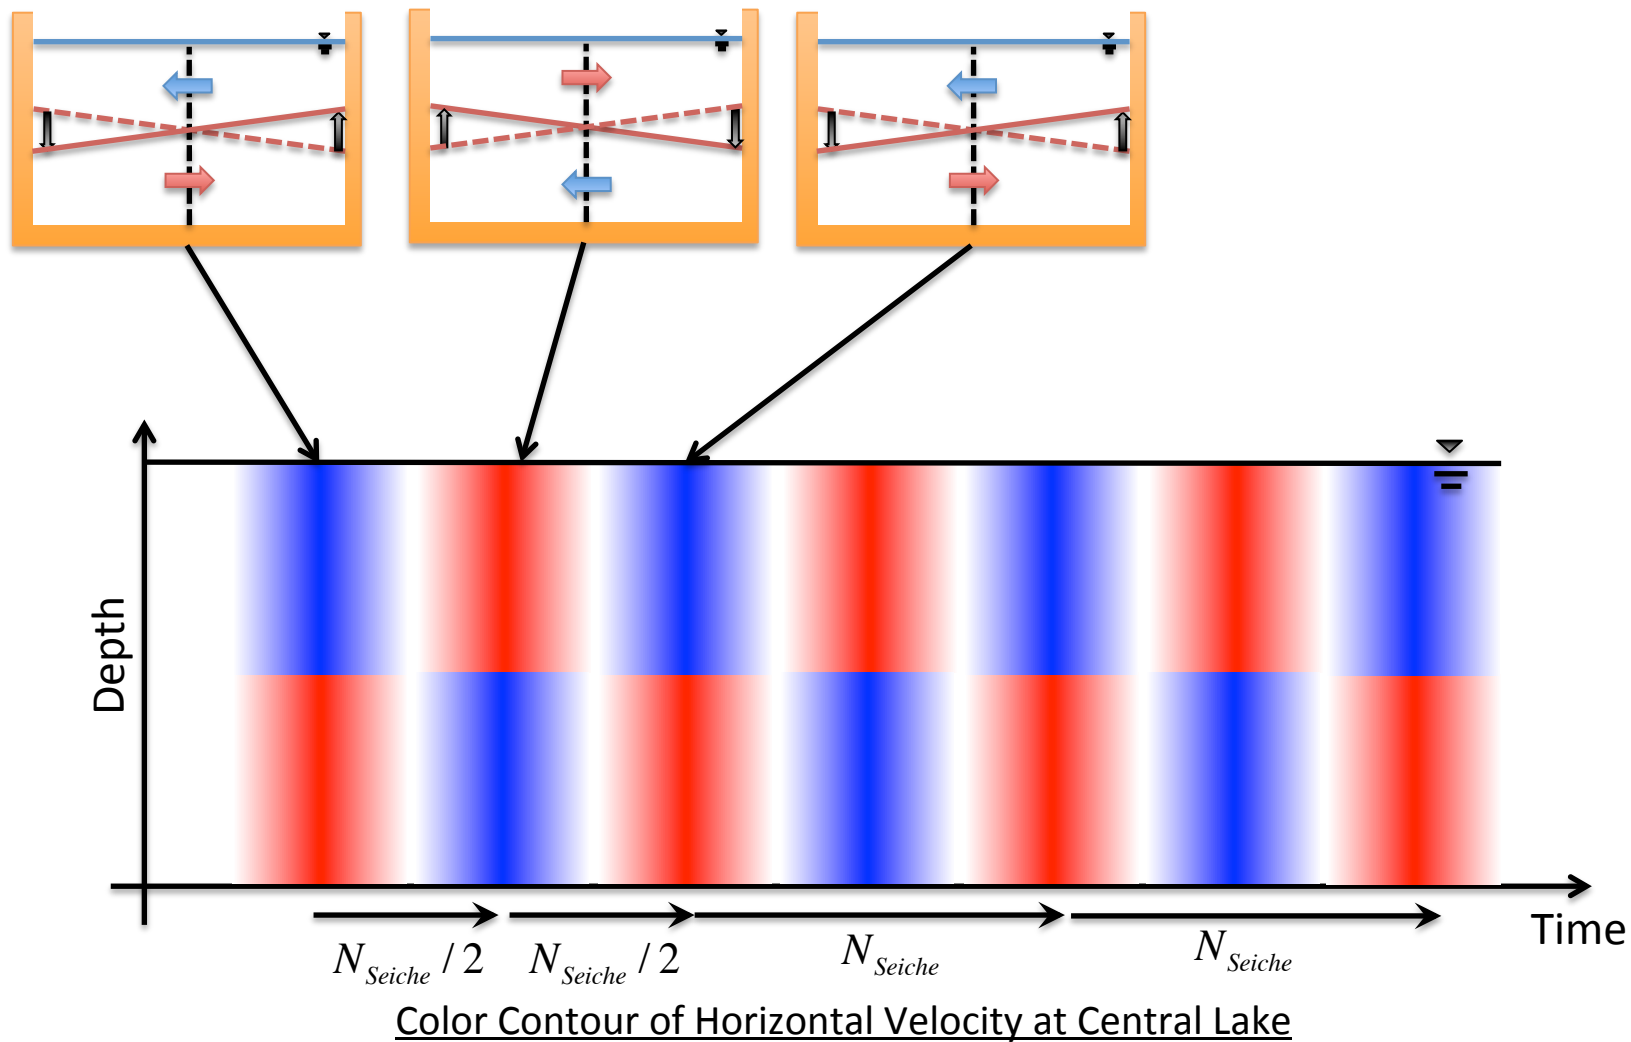 Depth
Time
N_Seiche / 2
N_Seiche / 2
N_Seiche
N_Seiche
Color Contour of Horizontal Velocity at Central Lake